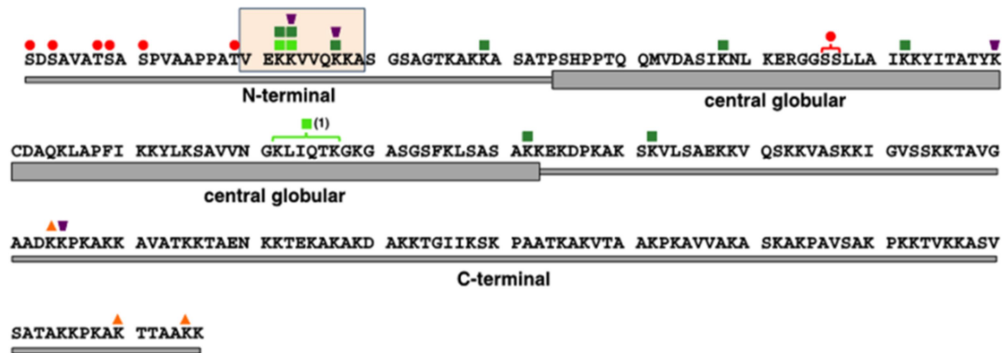 SDSAVATSA SPVAAPPATV EKKVVQKKAS GSAGTKAKKA SATPSHPPTQ QMVDASIKNL KERGGSSLLA IKKYITATYK
N-terminal
central globular
(1)
CDAQKLAPFI KKYLKSAVVN GKLIQTKGKG ASGSFKLSAS AKKEKDPKAK SKVLSAEKKV QSKKVASKKI GVSSKKTAVG
central globular
AADKKPKAKK AVATKKTAEN KKTEKAKAKD AKKTGIIKSK PAATKAKVTA AKPKAVVAKA SKAKPAVSAK PKKTVKKASV
C-terminal
SATAKKPKAK TTAAKK